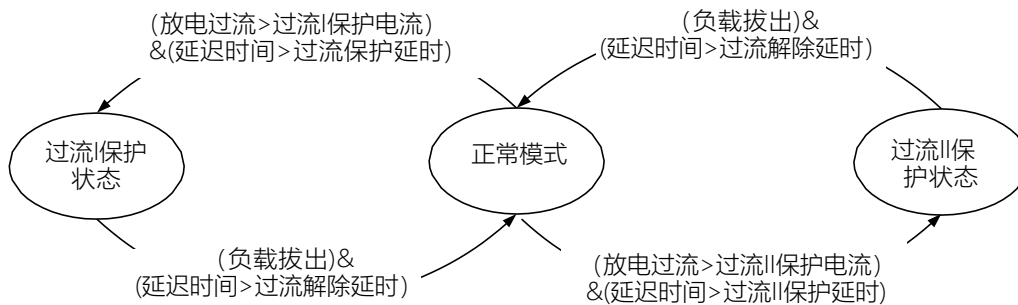 (放电过流>过流I保护电流)
&(延迟时间>过流保护延时)
(负载拔出)&
(延迟时间>过流解除延时)
过流I保护
状态
正常模式
过流II保
护状态
(负载拔出)&
(延迟时间>过流解除延时)
(放电过流>过流II保护电流)
&(延迟时间>过流II保护延时)